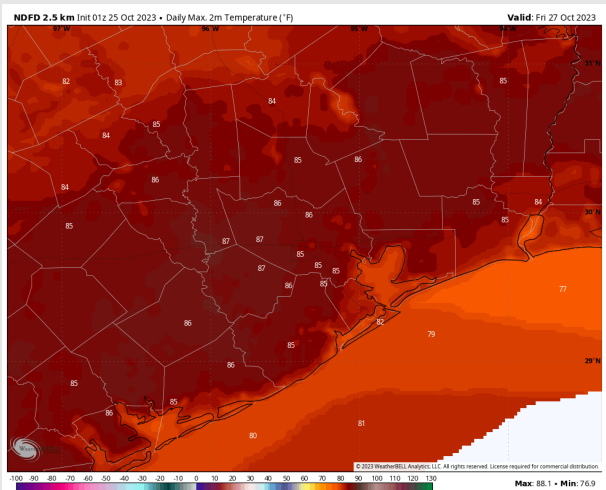 NDFD 2.5 km Init 01z 25 Oct 2023 • Daily Max. 2m Temperature (°F)
Valid: Fri 27 Oct 2023
97°W 96°W 95°W 94°W
31°N
82 83 85
84
85
84
85 86
86
84
86 85 84
86 85
85
87 87
85
87 85 85
86 85
77
86 82
79
85
29°N
86
85
85
86
80
81
30°N
© 2023 WeatherBELL Analytics, LLC. All rights reserved. License required for commercial distribution.
-100 -90 -80 -70 -60 -50 -40 -30 -20 -10 0 10 20 30 40 50 60 70 80 90 100 120 130
Max: 88.1 • Min: 76.9